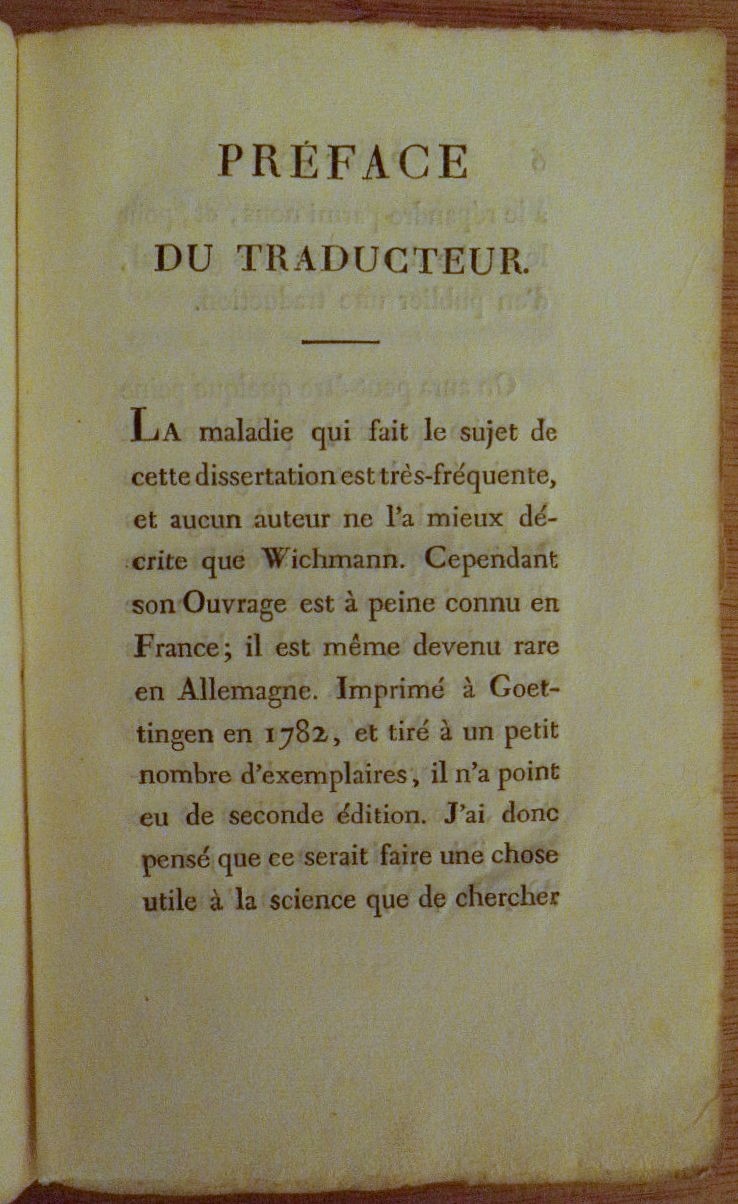 PRÉFACE
DU TRADUCTEUR.
LA maladie qui fait le sujet de
cette dissertation est très-fréquente,
et aucun auteur ne l'a mieux dé-
crite que Wichmann. Cependant
son Ouvrage est à peine connu en
France; il est même devenu rare
en Allemagne. Imprimé à Goet-
tingen en 1782, et tiré à un petit
nombre d'exemplaires, il n'a point
eu de seconde édition. J'ai donc
pensé que ce serait faire une chose
utile à la science que de chercher